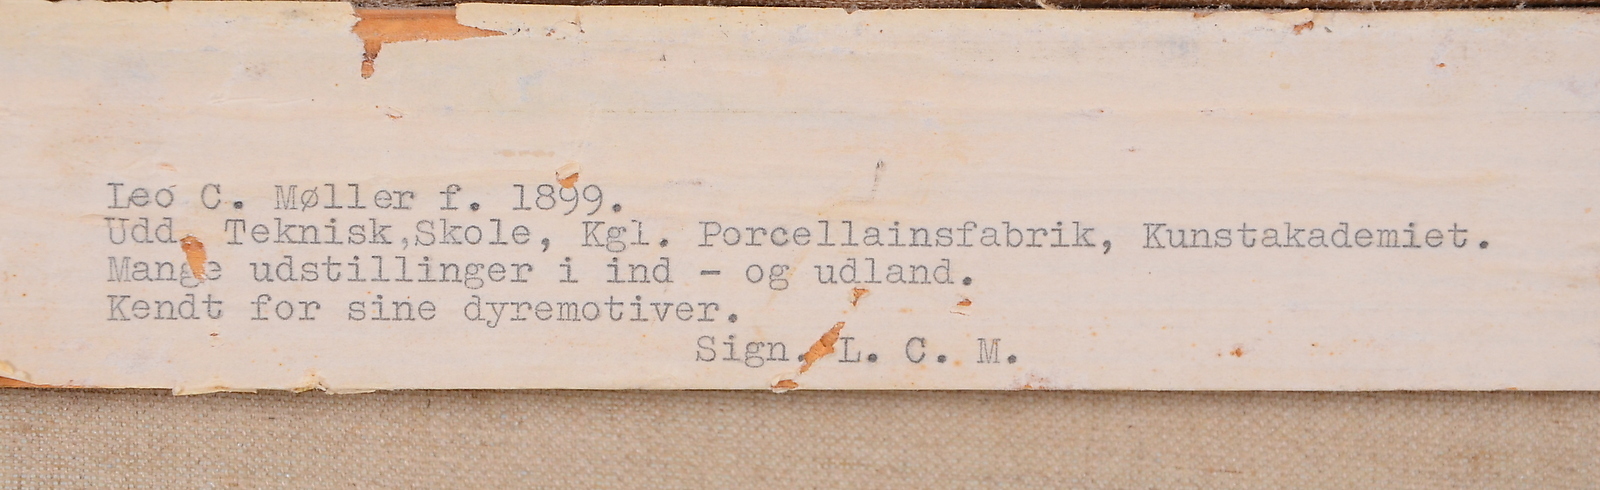 Leo C. Møller f. 1899.
Udd. Teknisk,Skole, Kgl. Porcellainsfabrik, Kunstakademiet.
Mange udstillinger i ind - og udland.
Kendt for sine dyremotiver.
Sign. L. C. M.